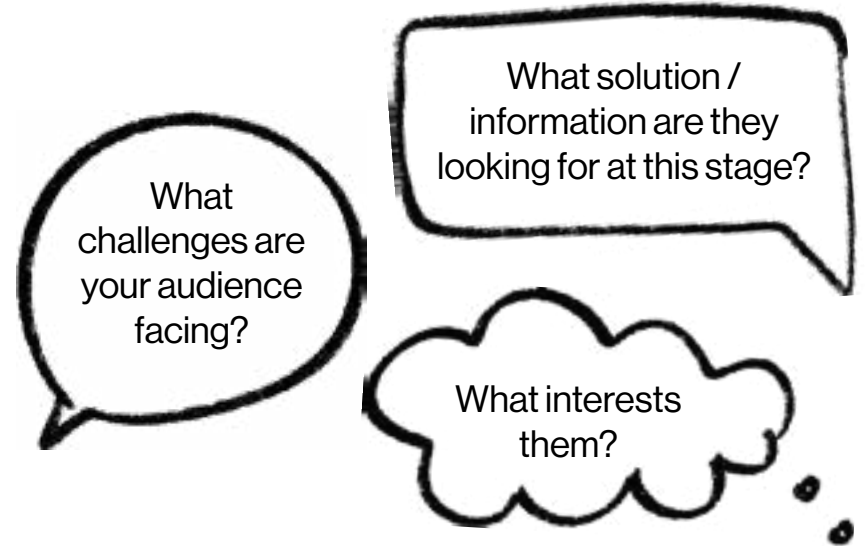 What
challenges are
your audience
facing?
What solution /
information are they
looking for at this stage?
What interests
them?